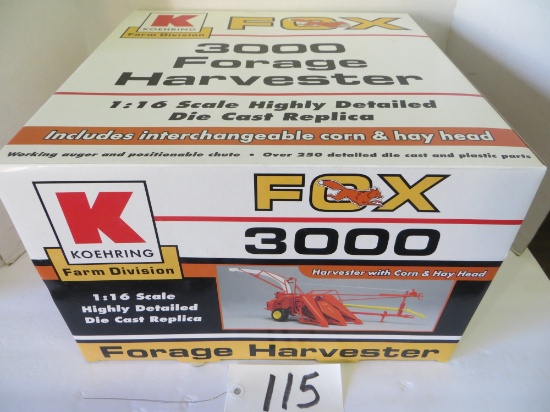 K
KOEHRING
Farm Division
FOX
3000
Forage
Harvester
1:16 Scale Highly Detailed
Die Cast Replica
Includes interchangeable corn & hay head
Working auger and positionable chute • Over 250 detailed die cast and plastic parts
K
KOEHRING
Farm Division
FOX
3000
1:16 Scale
Highly Detailed
Die Cast Replica
Harvester with Corn & Hay Head
Forage Harvester
115